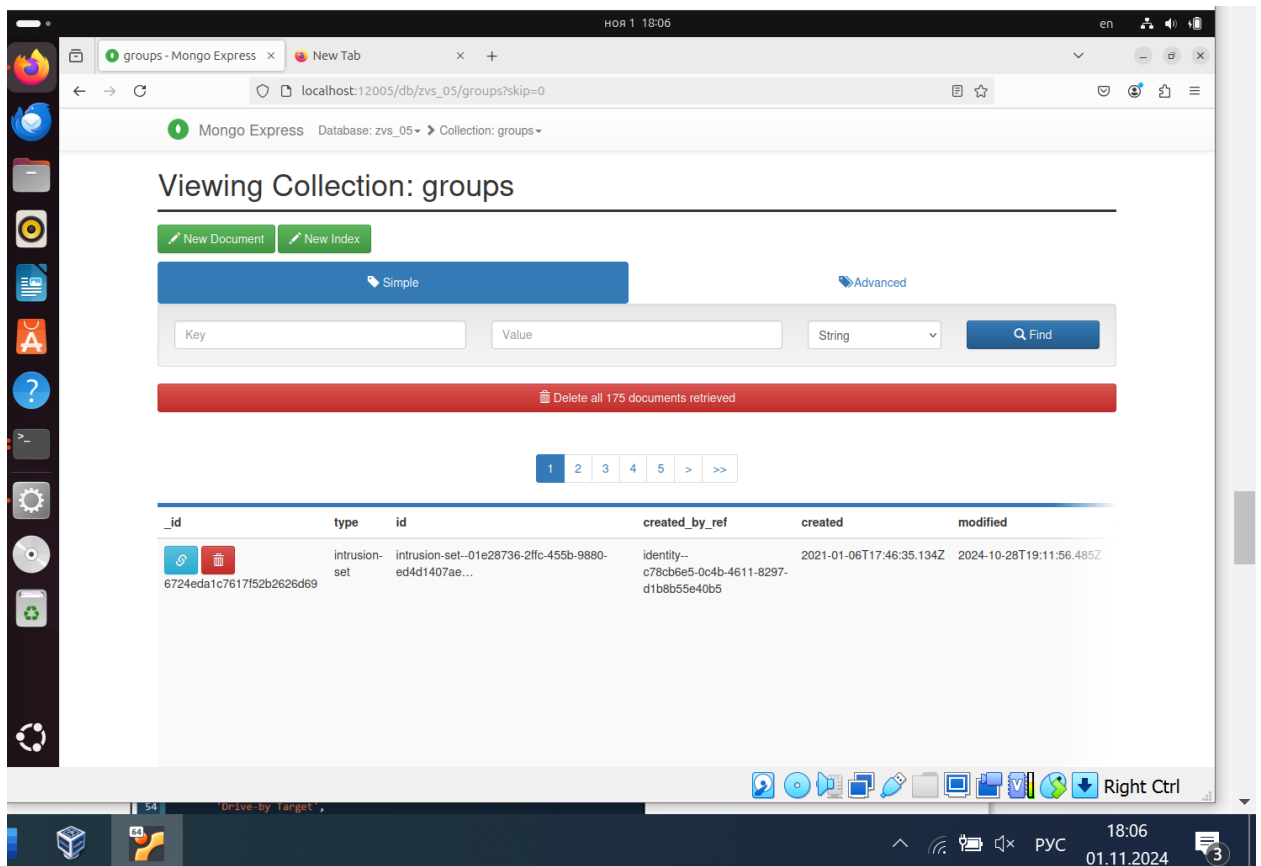 ноя 1 18:06
en
groups - Mongo Express
New Tab
localhost:12005/db/zvs_05/groups?skip=0
Mongo Express Database: zvs_05 Collection: groups
Viewing Collection: groups
New Document New Index
Simple Advanced
Key Value String Find
Delete all 175 documents retrieved
1 2 3 4 5 > >>
_id type id created_by_ref created modified
intrusion- intrusion-set--01e28736-2ffc-455b-9880- identity-- 2021-01-06T17:46:35.134Z 2024-10-28T19:11:56.485Z
set ed4d1407ae… c78cb6e5-0c4b-4611-8297-
6724eda1c7617f52b2626d69 d1b8b55e40b5
Right Ctrl
54 'Drive-by Target',
64
18:06
РУС
01.11.2024
3